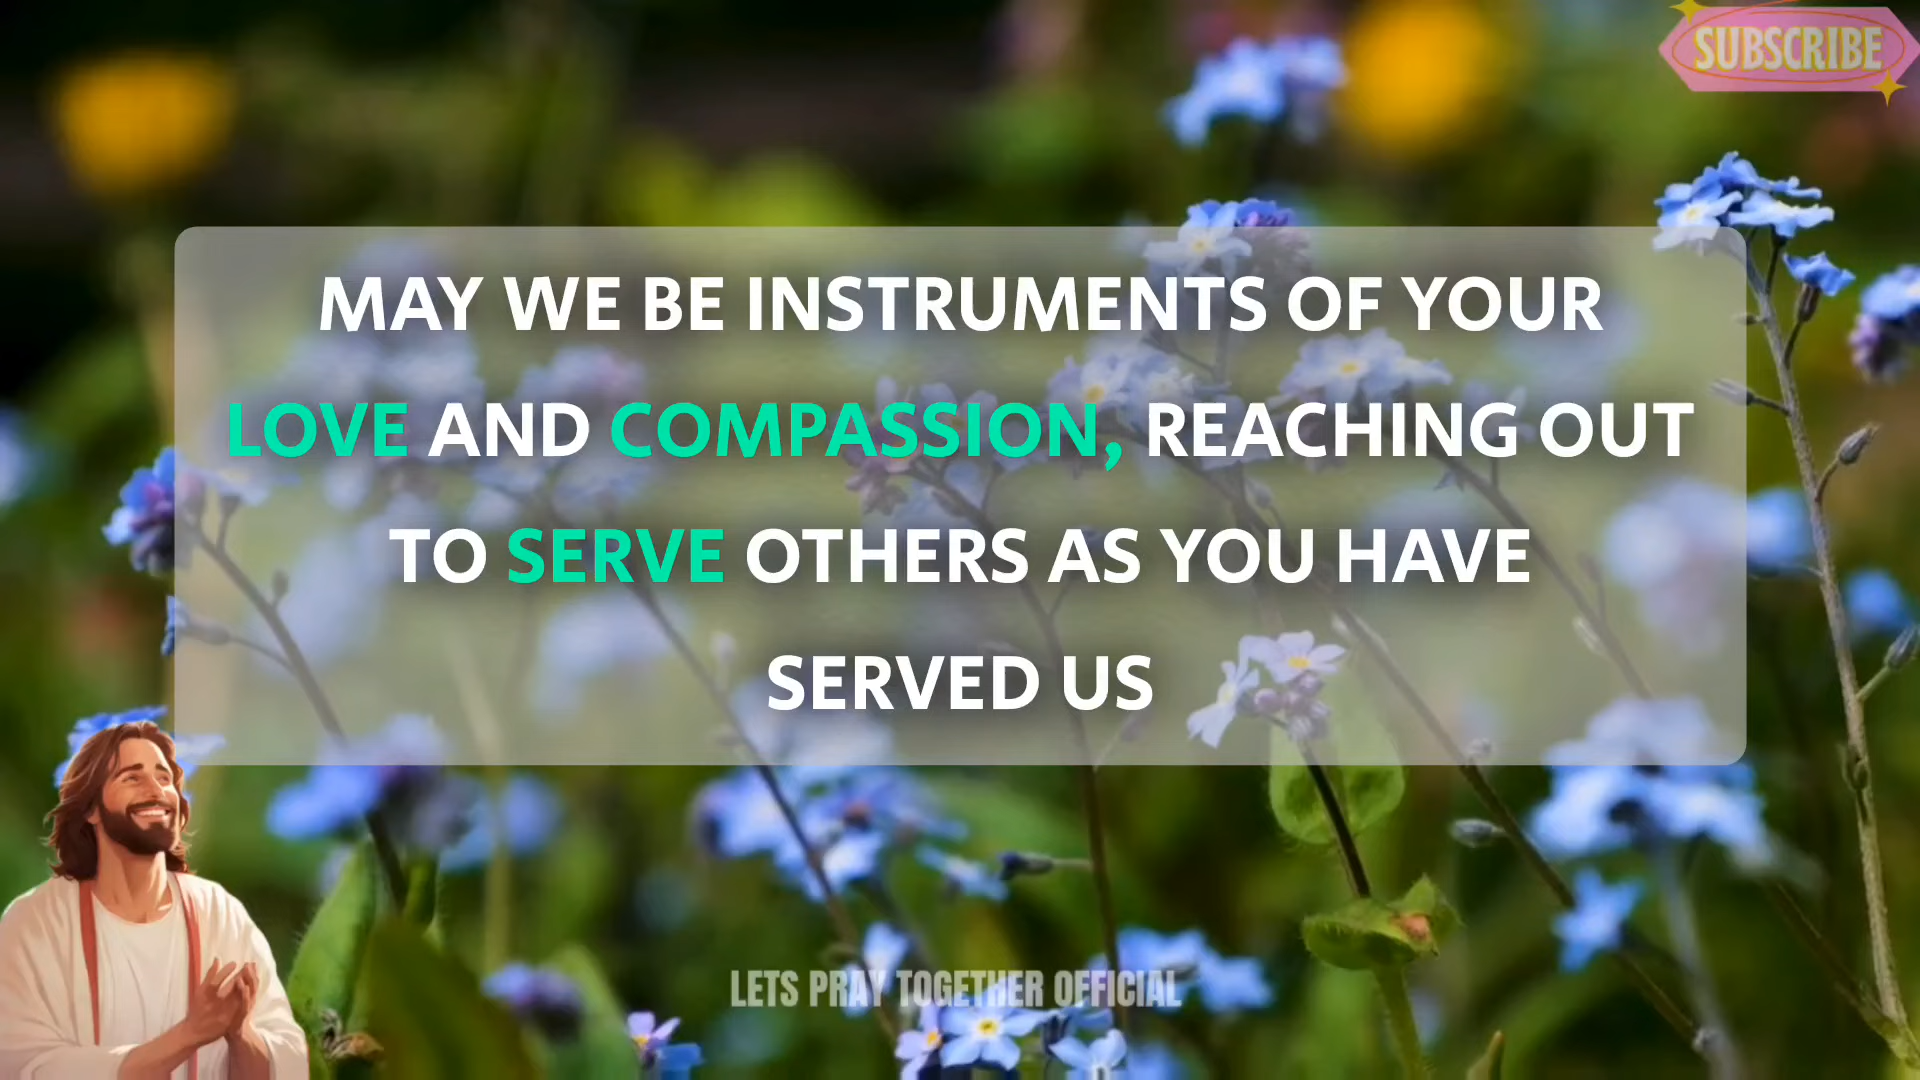 SUBSCRIBE
MAY WE BE INSTRUMENTS OF YOUR
LOVE AND COMPASSION, REACHING OUT
TO SERVE OTHERS AS YOU HAVE
SERVED US
LETS PRAY TOGETHER OFFICIAL